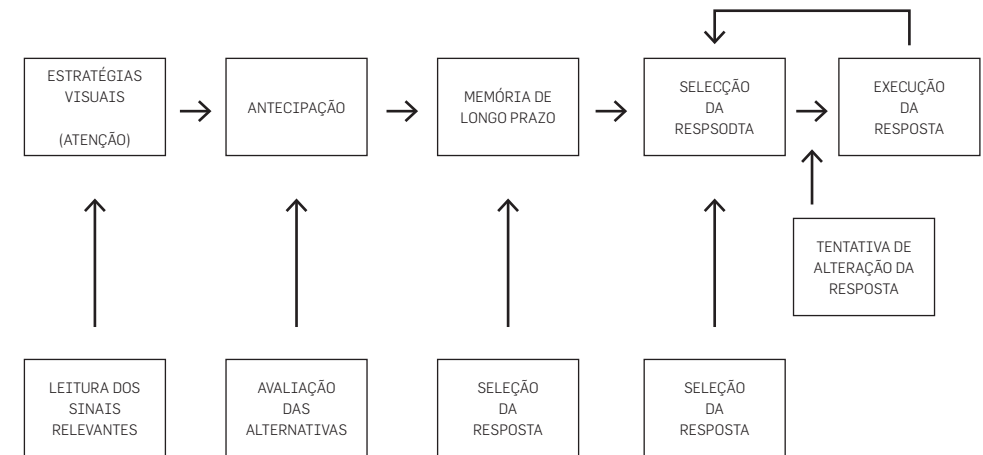 ESTRATÉGIAS
VISUAIS
(ATENÇÃO)
ANTECIPAÇÃO
MEMÓRIA DE
LONGO PRAZO
SELECÇÃO
DA
RESPSODTA
EXECUÇÃO
DA
RESPOSTA
TENTATIVA DE
ALTERAÇÃO DA
RESPOSTA
LEITURA DOS
SINAIS
RELEVANTES
AVALIAÇÃO
DAS
ALTERNATIVAS
SELEÇÃO
DA
RESPOSTA
SELEÇÃO
DA
RESPOSTA